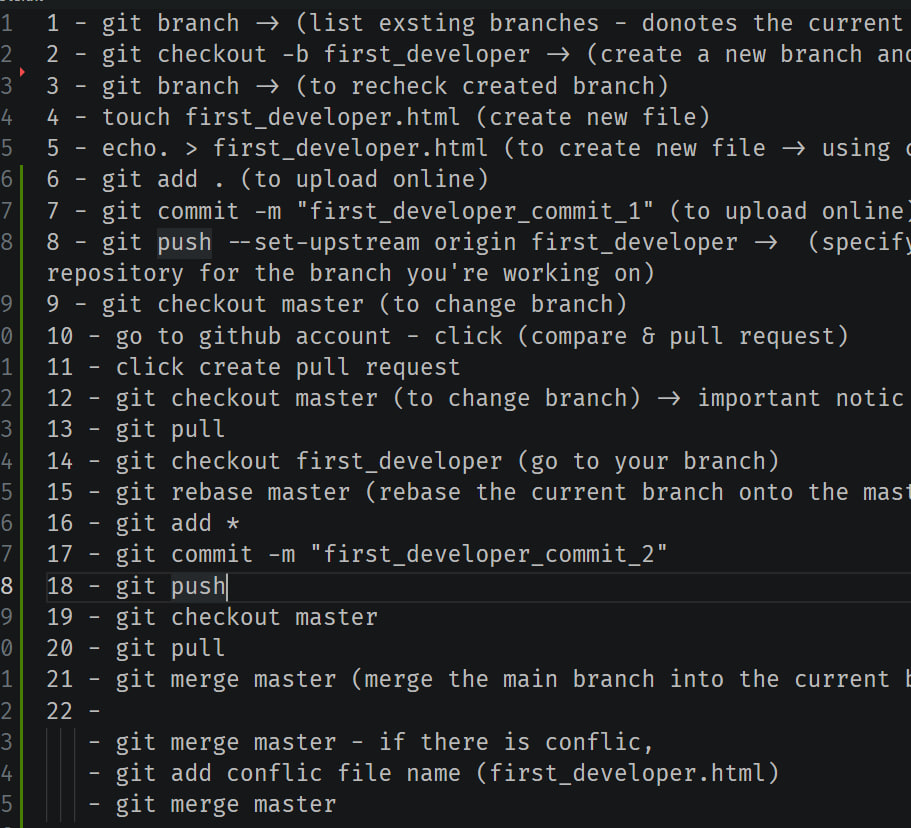 1 1 - git branch -> (list exsting branches - donotes the current
2 2 - git checkout -b first_developer -> (create a new branch and
3 3 - git branch -> (to recheck created branch)
4 4 - touch first_developer.html (create new file)
5 5 - echo. > first_developer.html (to create new file -> using
6 6 - git add . (to upload online)
7 7 - git commit -m "first_developer_commit_1" (to upload online)
8 8 - git push --set-upstream origin first_developer -> (specify
repository for the branch you're working on)
9 9 - git checkout master (to change branch)
0 10 - go to github account - click (compare & pull request)
1 11 - click create pull request
2 12 - git checkout master (to change branch) -> important notic
3 13 - git pull
4 14 - git checkout first_developer (go to your branch)
5 15 - git rebase master (rebase the current branch onto the mast
6 16 - git add *
7 17 - git commit -m "first_developer_commit_2"
8 18 - git push
9 19 - git checkout master
0 20 - git pull
1 21 - git merge master (merge the main branch into the current b
2 22 -
3 - git merge master - if there is conflic,
4 - git add conflic file name (first_developer.html)
5 - git merge master